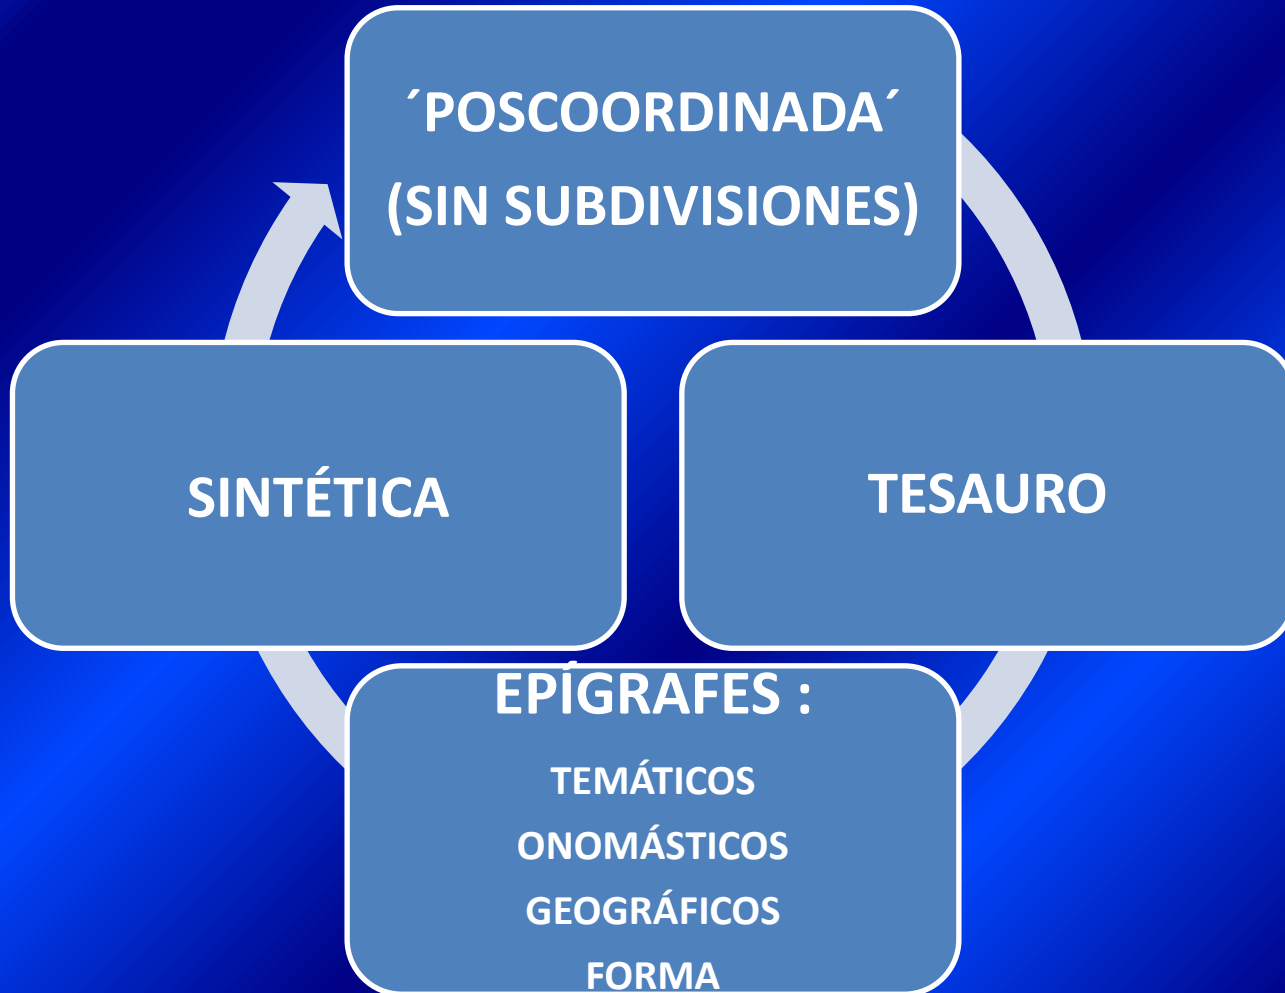 ´POSCOORDINADA´
(SIN SUBDIVISIONES)
SINTÉTICA
TESAURO
EPÍGRAFES :
TEMÁTICOS
ONOMÁSTICOS
GEOGRÁFICOS
FORMA